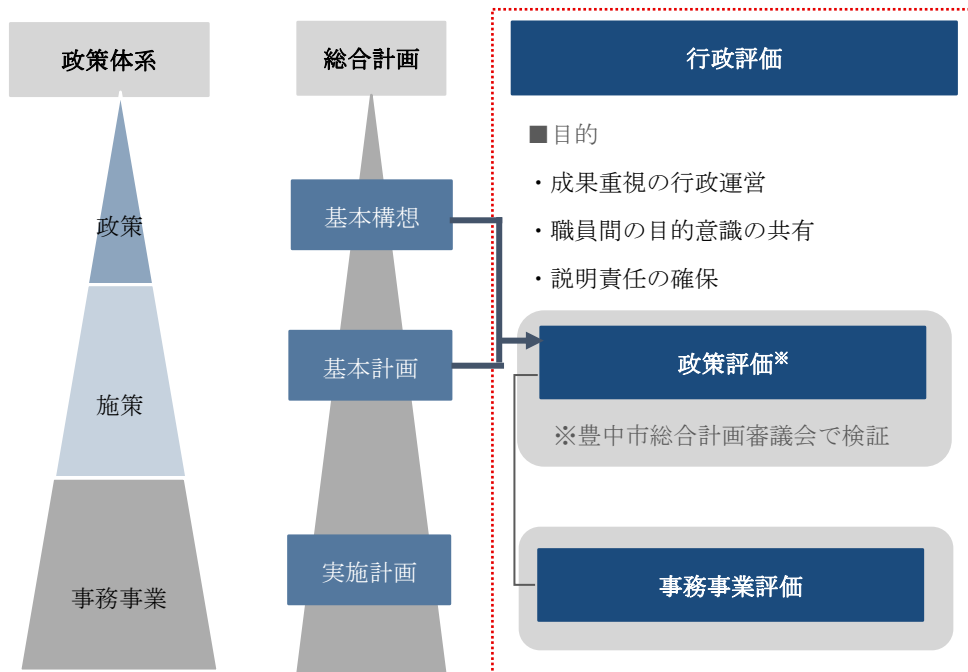 政策体系
総合計画
行政評価
政策
施策
事務事業
基本構想
基本計画
実施計画
■目的
・成果重視の行政運営
・職員間の目的意識の共有
・説明責任の確保
政策評価※
※豊中市総合計画審議会で検証
事務事業評価